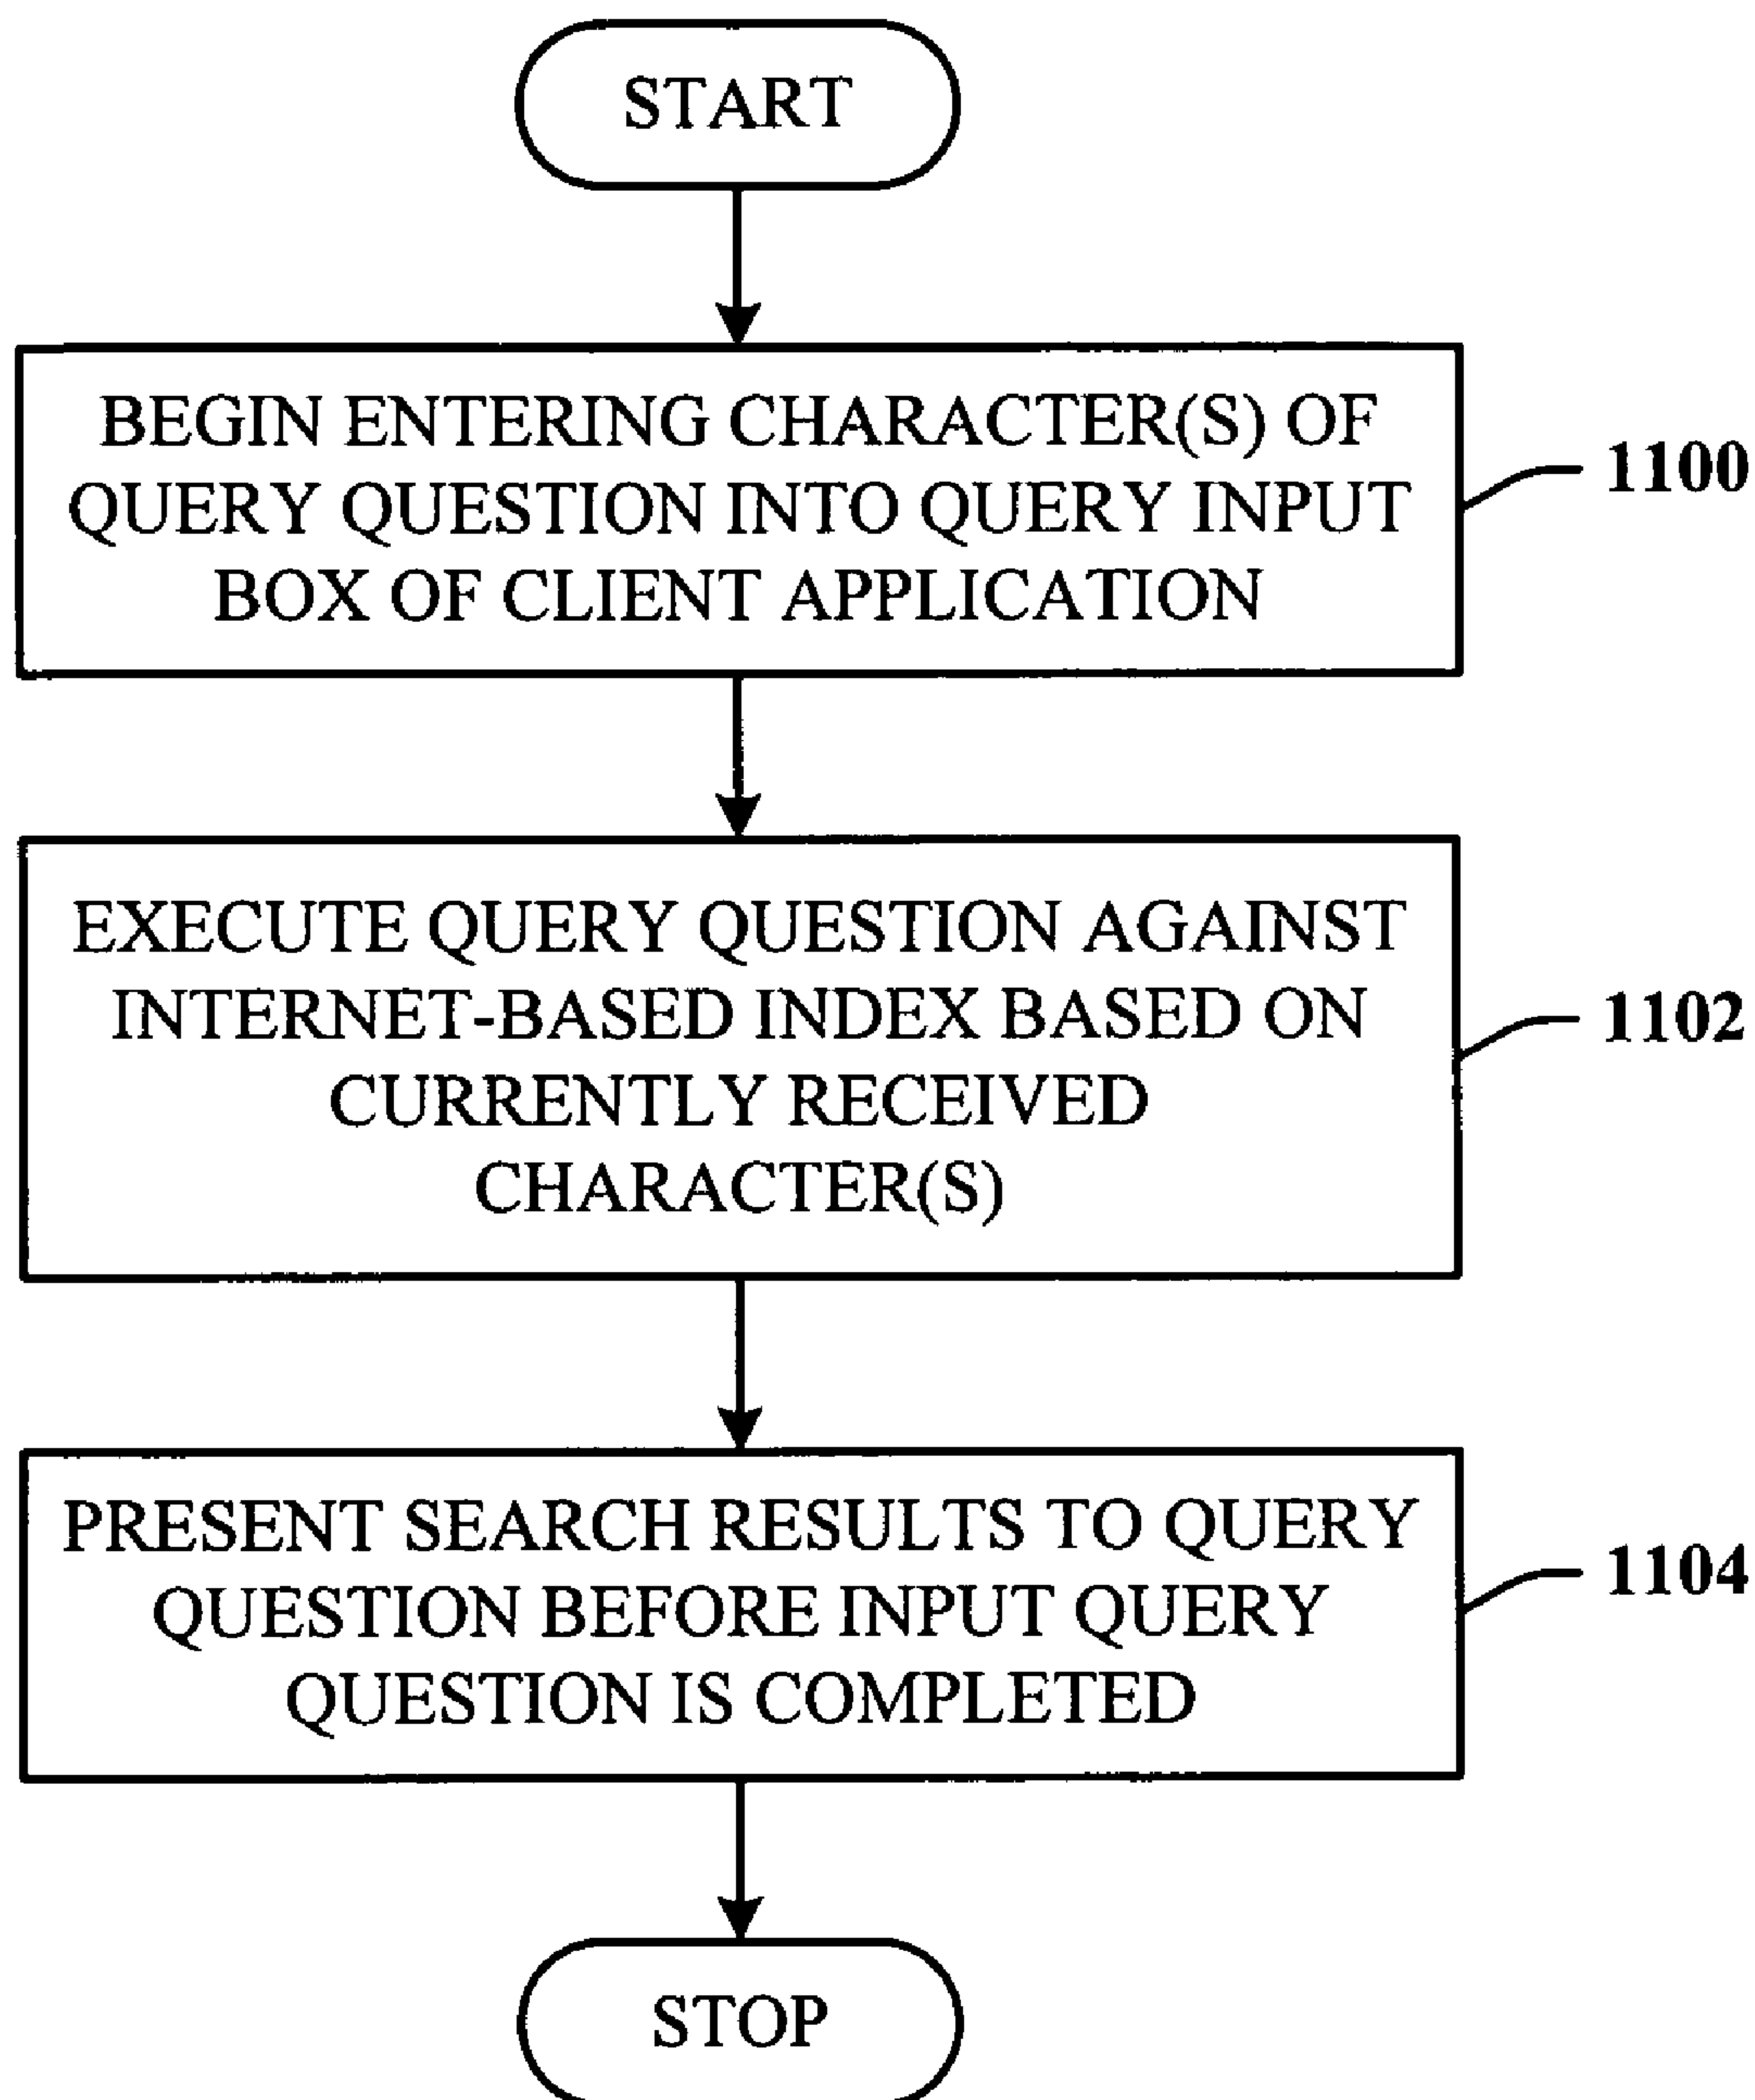 START
BEGIN ENTERING CHARACTER(S) OF
QUERY QUESTION INTO QUERY INPUT
BOX OF CLIENT APPLICATION
1100
EXECUTE QUERY QUESTION AGAINST
INTERNET-BASED INDEX BASED ON
CURRENTLY RECEIVED
CHARACTER(S)
1102
PRESENT SEARCH RESULTS TO QUERY
QUESTION BEFORE INPUT QUERY
QUESTION IS COMPLETED
1104
STOP